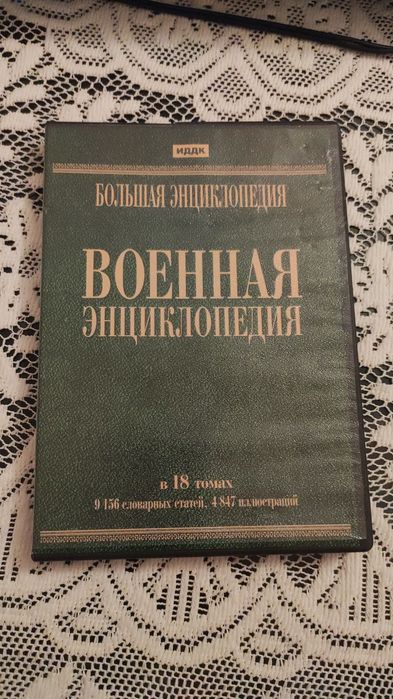 ИДДК
БОЛЬШАЯ ЭНЦИКЛОПЕДИЯ
ВОЕННАЯ
ЭНЦИКЛОПЕДИЯ
в 18 томах
9 156 словарных статей, 4 847 иллюстраций